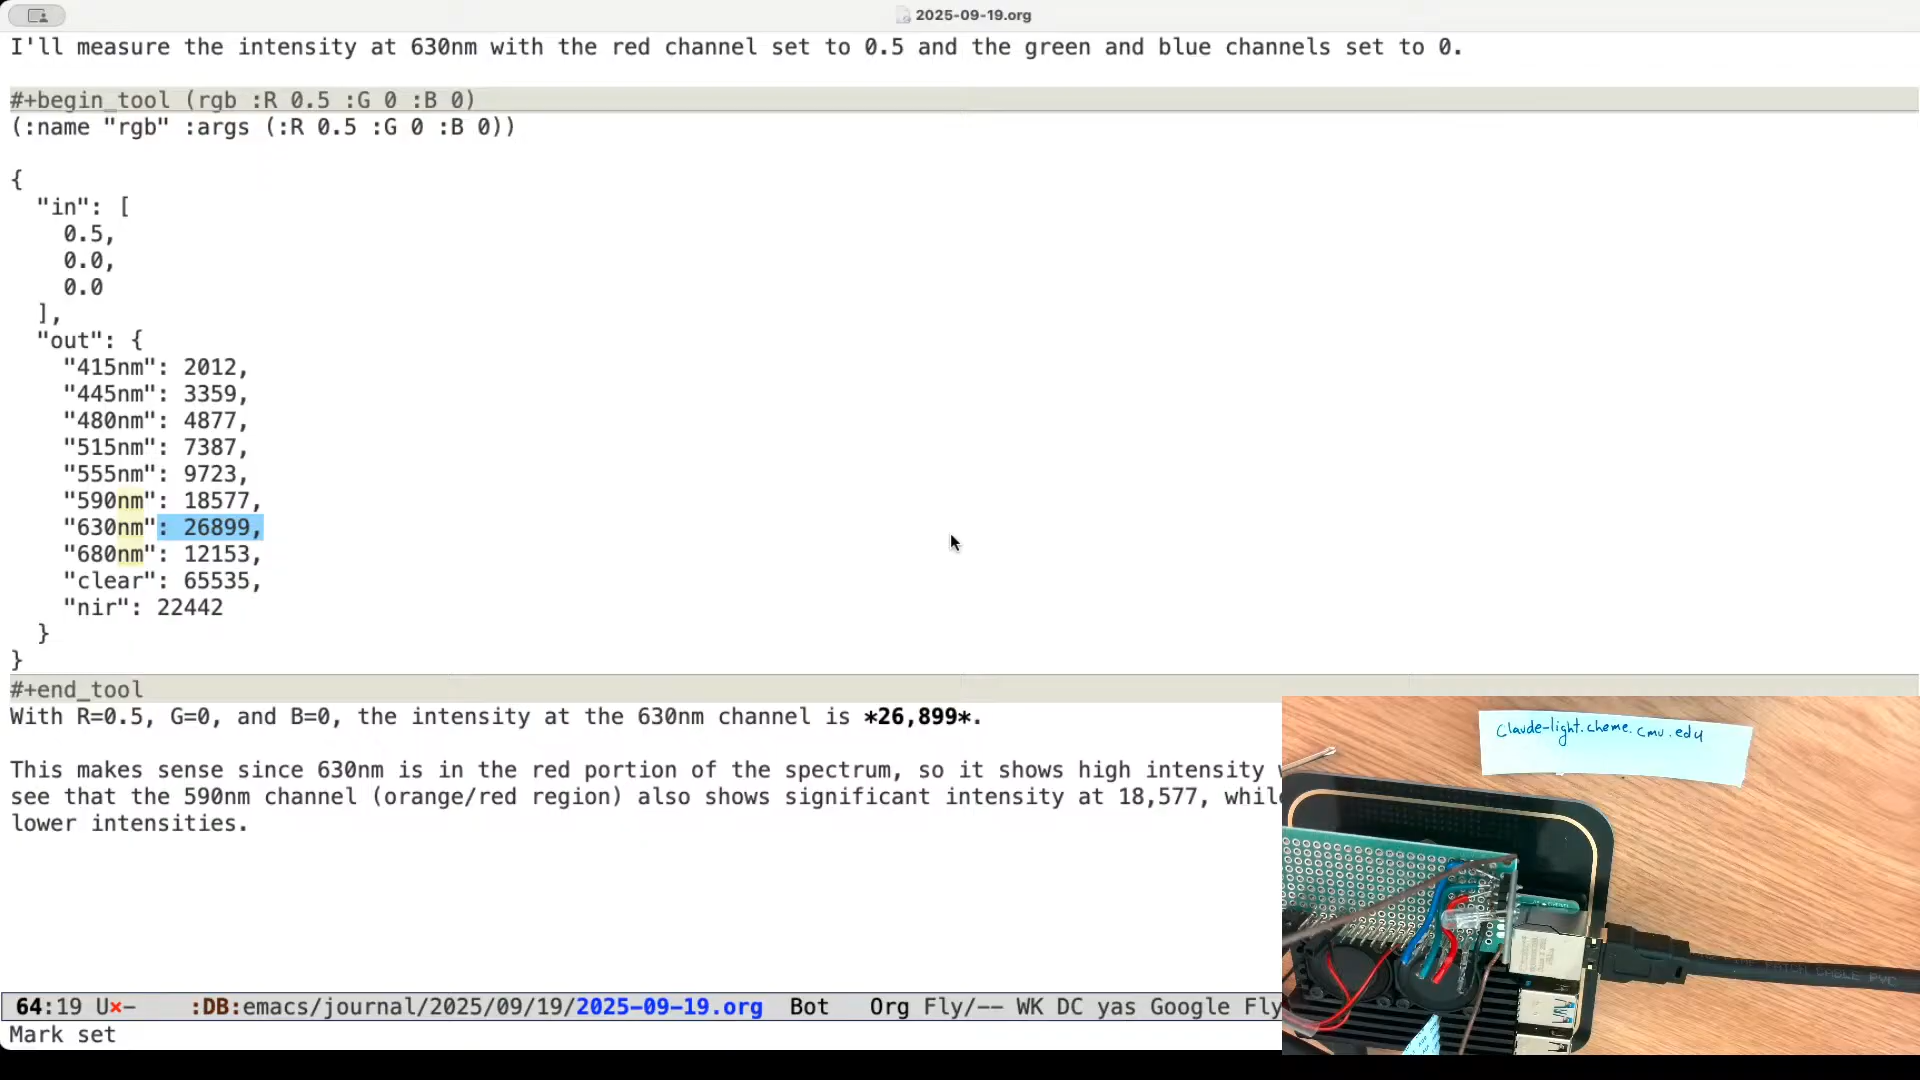 2025-09-19.org
I'll measure the intensity at 630nm with the red channel set to 0.5 and the green and blue channels set to 0.
#+begin_tool (rgb :R 0.5 :G 0 :B 0)
(:name "rgb" :args (:R 0.5 :G 0 :B 0))
{
"in": [
0.5,
0.0,
0.0
],
"out": {
"415nm": 2012,
"445nm": 3359,
"480nm": 4877,
"515nm": 7387,
"555nm": 9723,
"590nm": 18577,
"630nm": 26899,
"680nm": 12153,
"clear": 65535,
"nir": 22442
}
}
#+end_tool
With R=0.5, G=0, and B=0, the intensity at the 630nm channel is *26,899*.
This makes sense since 630nm is in the red portion of the spectrum, so it shows high intensity
see that the 590nm channel (orange/red region) also shows significant intensity at 18,577, while
lower intensities.
64:19 U×– :DB:emacs/journal/2025/09/19/2025-09-19.org Bot Org Fly/–– WK DC yas Google Fly
Mark set
Claude-light.cheme.cmu.edu